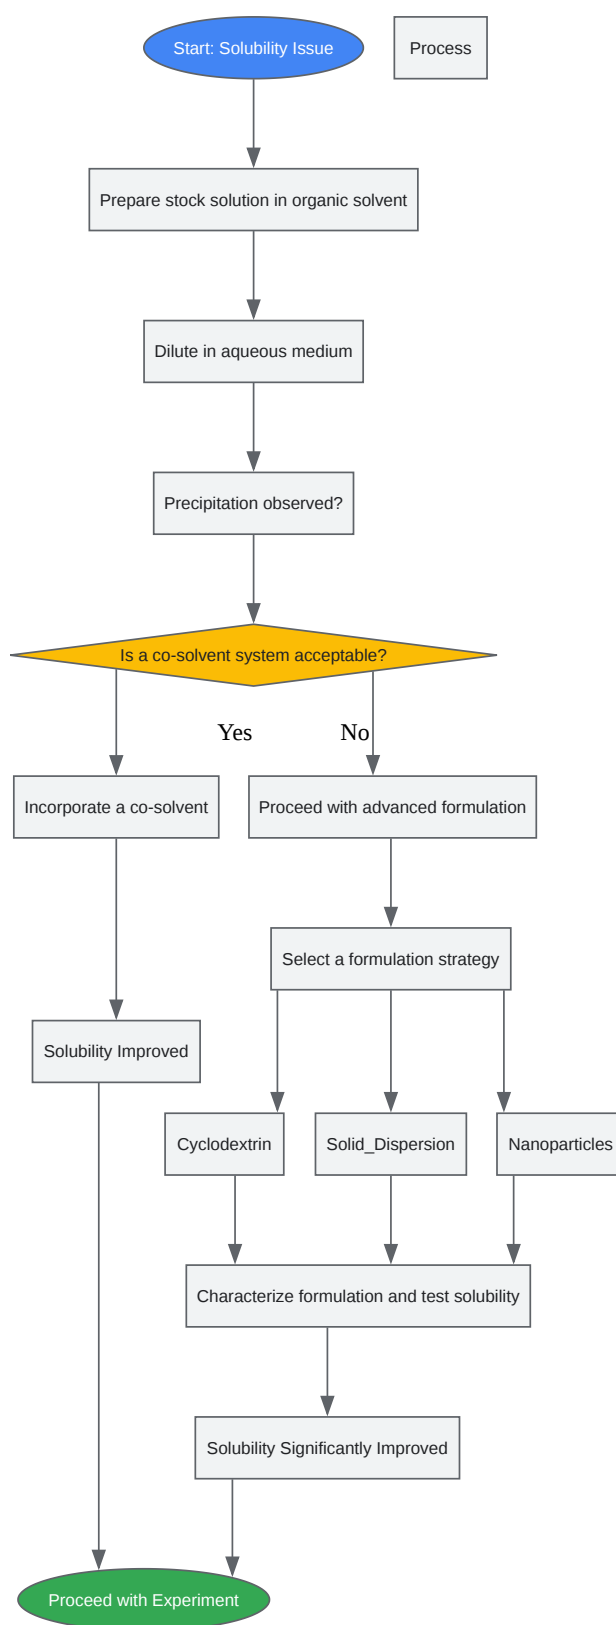 Start: Solubility Issue
Process
Prepare stock solution in organic solvent
Dilute in aqueous medium
Precipitation observed?
Is a co-solvent system acceptable?
Yes
No
Incorporate a co-solvent
Proceed with advanced formulation
Select a formulation strategy
Solubility Improved
Cyclodextrin
Solid_Dispersion
Nanoparticles
Characterize formulation and test solubility
Solubility Significantly Improved
Proceed with Experiment